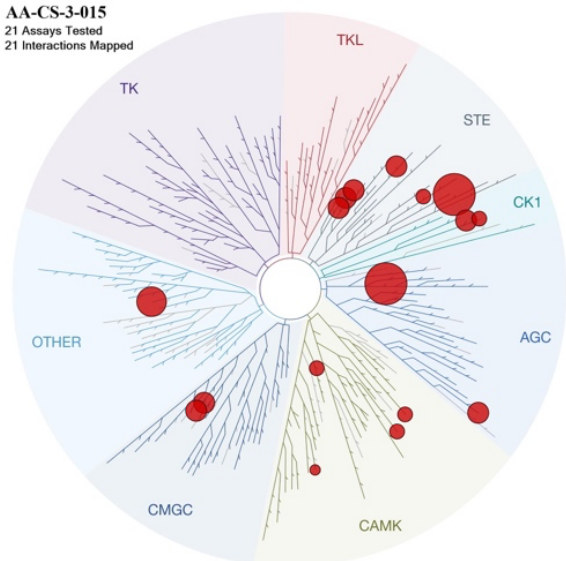 AA-CS-3-015
21 Assays Tested
21 Interactions Mapped
TKL
TK
STE
CK1
AGC
OTHER
CMGC
CAMK